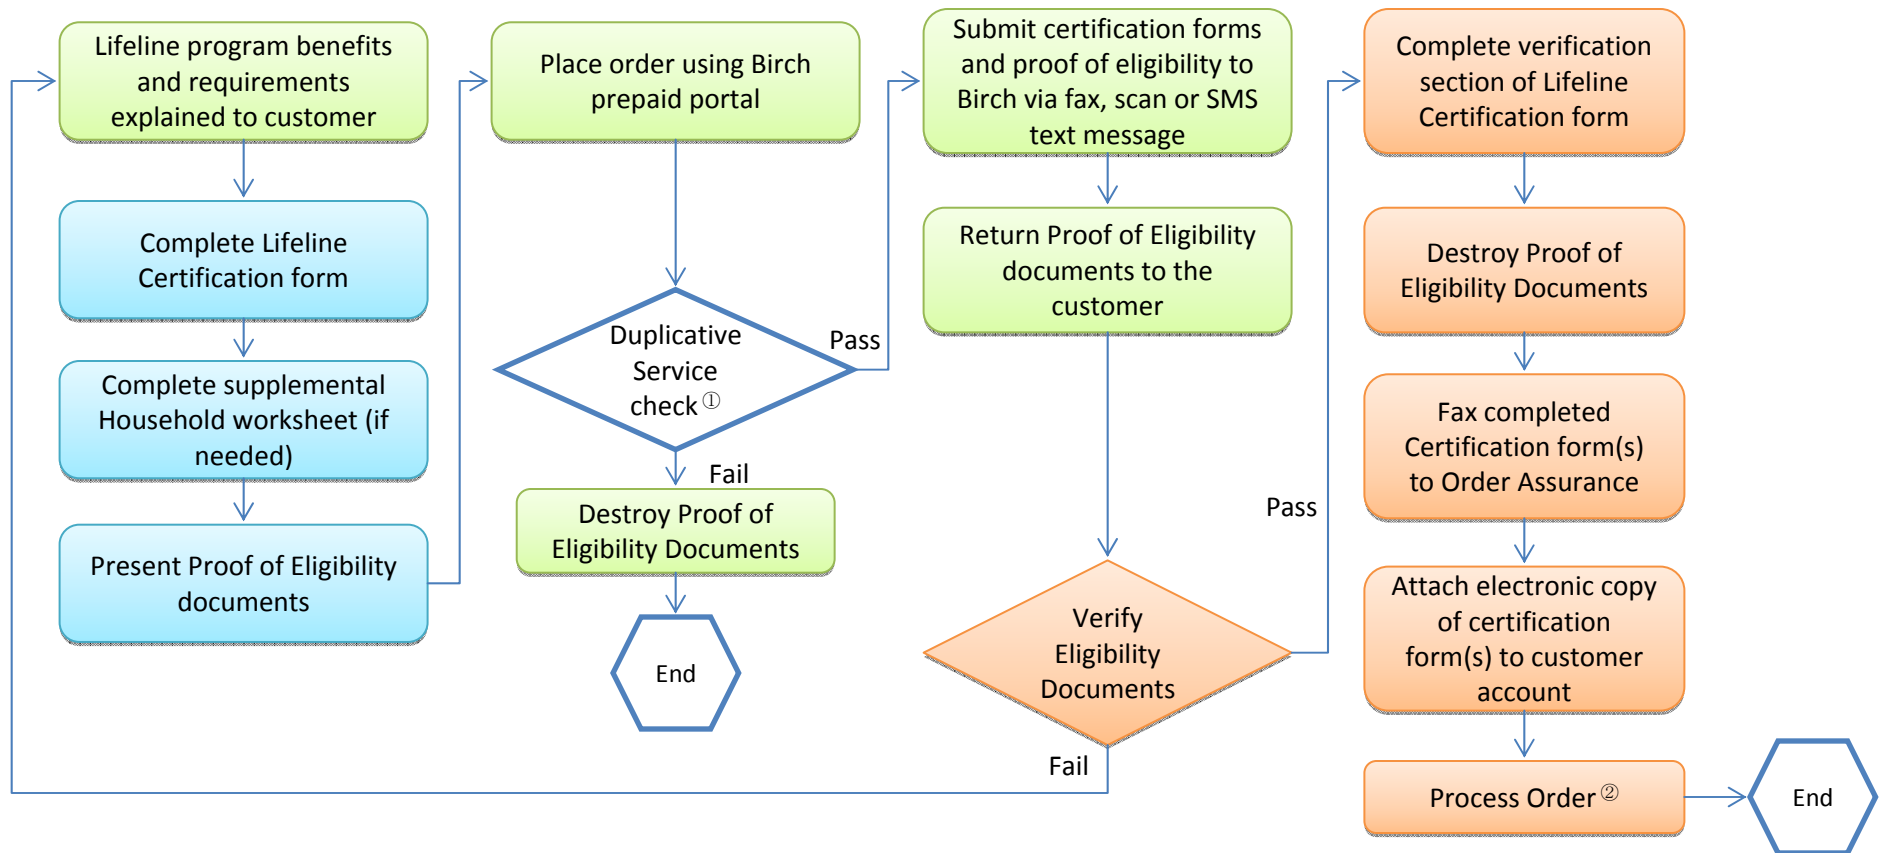 Lifeline program benefits
and requirements
explained to customer
Complete Lifeline
Certification form
Complete supplemental
Household worksheet (if
needed)
Present Proof of Eligibility
documents
Place order using Birch
prepaid portal
Duplicative
Service
check ①
Pass
Fail
Destroy Proof of
Eligibility Documents
End
Submit certification forms
and proof of eligibility to
Birch via fax, scan or SMS
text message
Return Proof of Eligibility
documents to the
customer
Verify
Eligibility
Documents
Pass
Fail
Complete verification
section of Lifeline
Certification form
Destroy Proof of
Eligibility Documents
Fax completed
Certification form(s)
to Order Assurance
Attach electronic copy
of certification
form(s) to customer
account
Process Order ②
End